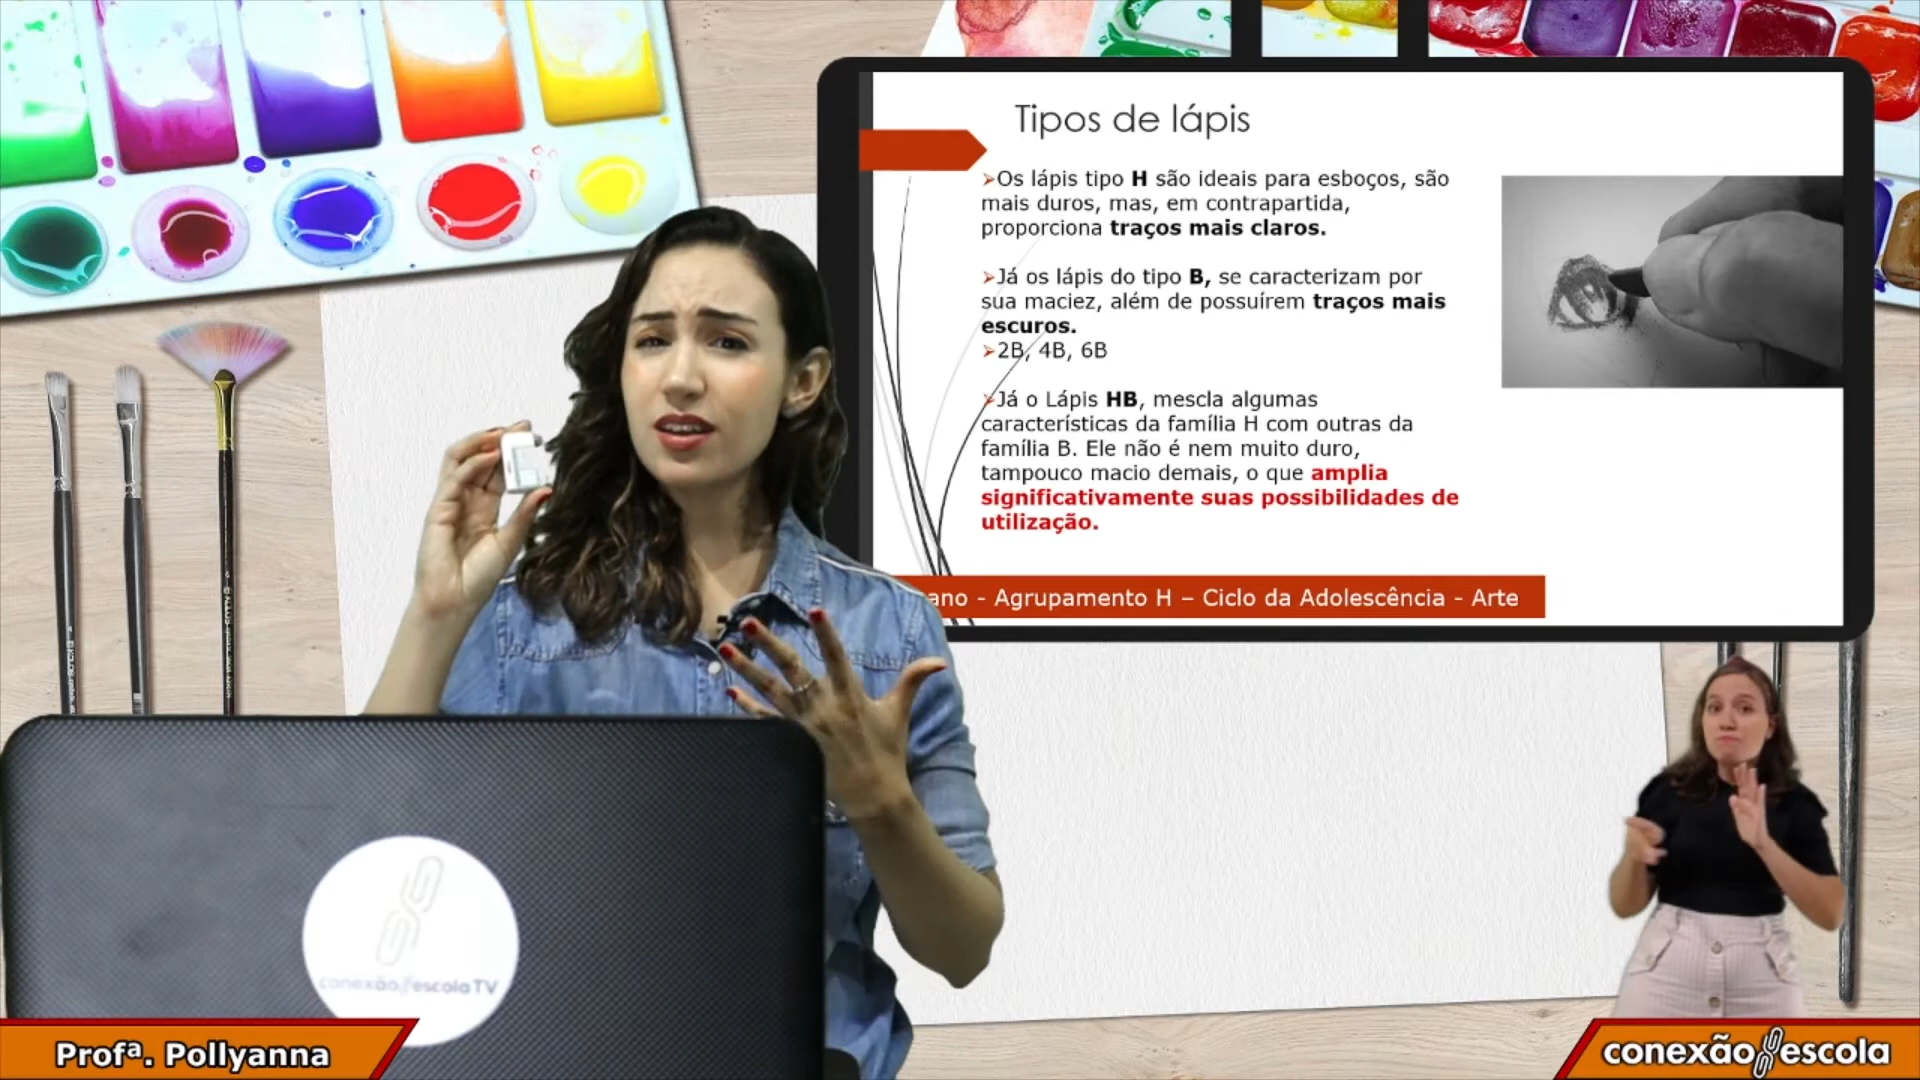 Tipos de lápis
➢Os lápis tipo H são ideais para esboços, são
mais duros, mas, em contrapartida,
proporciona traços mais claros.
➢Já os lápis do tipo B, se caracterizam por
sua maciez, além de possuírem traços mais
escuros.
➢2B, 4B, 6B
➢Já o Lápis HB, mescla algumas
características da família H com outras da
família B. Ele não é nem muito duro,
tampouco macio demais, o que amplia
significativamente suas possibilidades de
utilização.
ano - Agrupamento H – Ciclo da Adolescência - Arte
conexão escola TV
Profª. Pollyanna
conexão escola